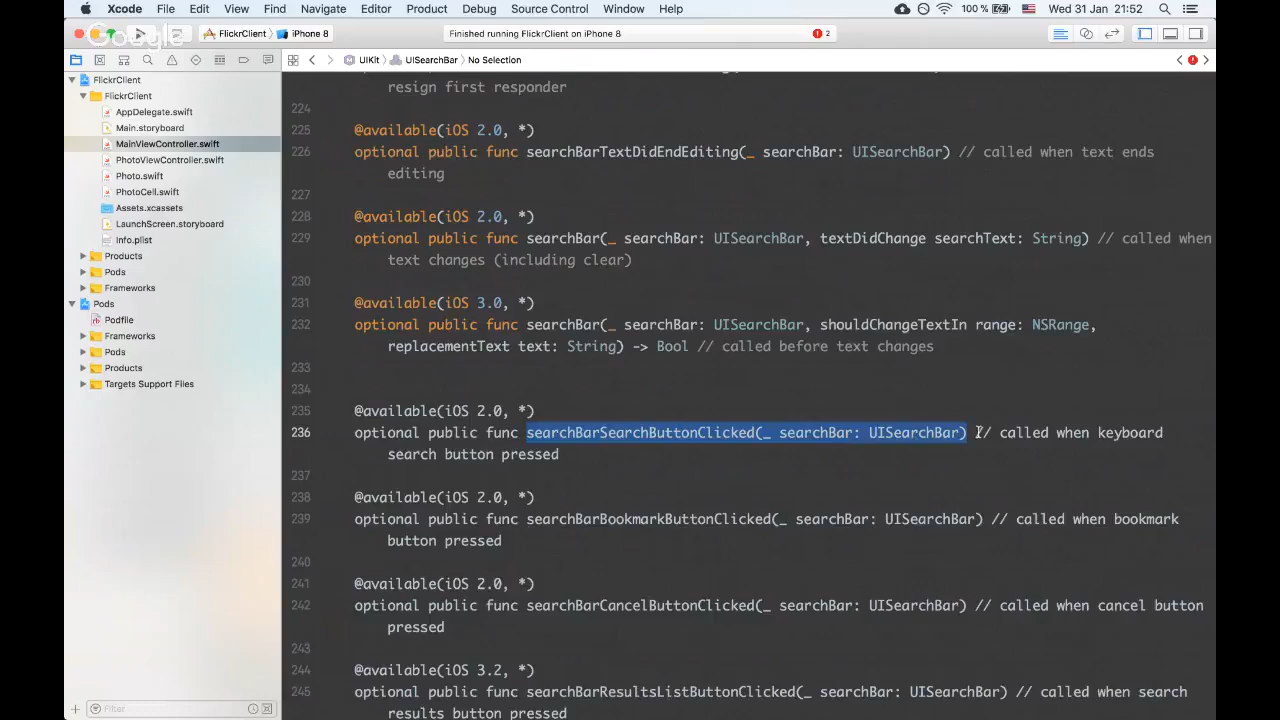 Xcode File Edit View Find Navigate Editor Product Debug Source Control Window Help 100 % Wed 31 Jan 21:52
Google
FlickrClient iPhone 8 Finished running FlickrClient on iPhone 8 2
UIKit UISearchBar No Selection
FlickrClient
FlickrClient
AppDelegate.swift
Main.storyboard
MainViewController.swift
PhotoViewController.swift
Photo.swift
PhotoCell.swift
Assets.xcassets
LaunchScreen.storyboard
Info.plist
Products
Pods
Frameworks
Pods
Podfile
Frameworks
Pods
Products
Targets Support Files
Filter
resign first responder
224
225 @available(iOS 2.0, *)
226 optional public func searchBarTextDidEndEditing(_ searchBar: UISearchBar) // called when text ends
editing
227
228 @available(iOS 2.0, *)
229 optional public func searchBar(_ searchBar: UISearchBar, textDidChange searchText: String) // called when
text changes (including clear)
230
231 @available(iOS 3.0, *)
232 optional public func searchBar(_ searchBar: UISearchBar, shouldChangeTextIn range: NSRange,
replacementText text: String) -> Bool // called before text changes
233
234
235 @available(iOS 2.0, *)
236 optional public func searchBarSearchButtonClicked(_ searchBar: UISearchBar) // called when keyboard
search button pressed
237
238 @available(iOS 2.0, *)
239 optional public func searchBarBookmarkButtonClicked(_ searchBar: UISearchBar) // called when bookmark
button pressed
240
241 @available(iOS 2.0, *)
242 optional public func searchBarCancelButtonClicked(_ searchBar: UISearchBar) // called when cancel button
pressed
243
244 @available(iOS 3.2, *)
245 optional public func searchBarResultsListButtonClicked(_ searchBar: UISearchBar) // called when search
results button pressed